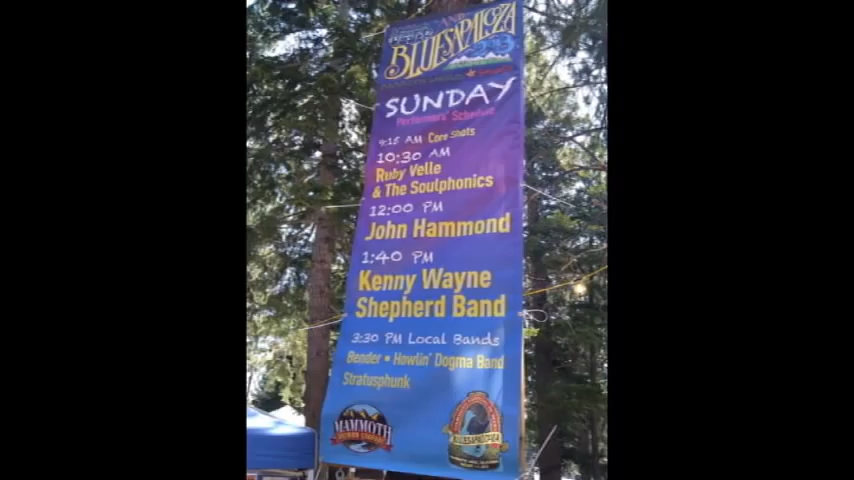 AND
BLUESAPALOOZA
SUNDAY
Performers' Schedule
9:15 AM Core Shots
10:30 AM
Ruby Velle
& The Soulphonics
12:00 PM
John Hammond
1:40 PM
Kenny Wayne
Shepherd Band
3:30 PM Local Bands
Bender • Howlin' Dogma Band
Stratusphunk
MAMMOTH
BLUESAPALOOZA